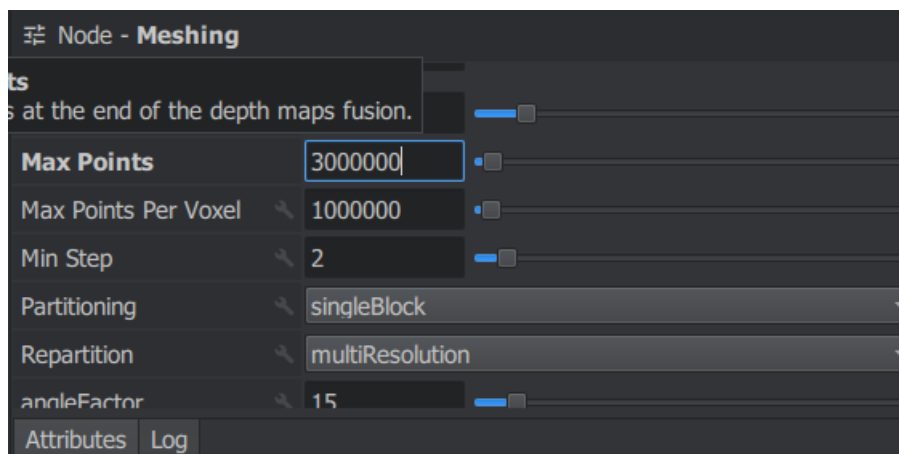 Node - Meshing
ts
s at the end of the depth maps fusion.
Max Points 3000000
Max Points Per Voxel 1000000
Min Step 2
Partitioning singleBlock
Repartition multiResolution
angleFactor 15
Attributes Log